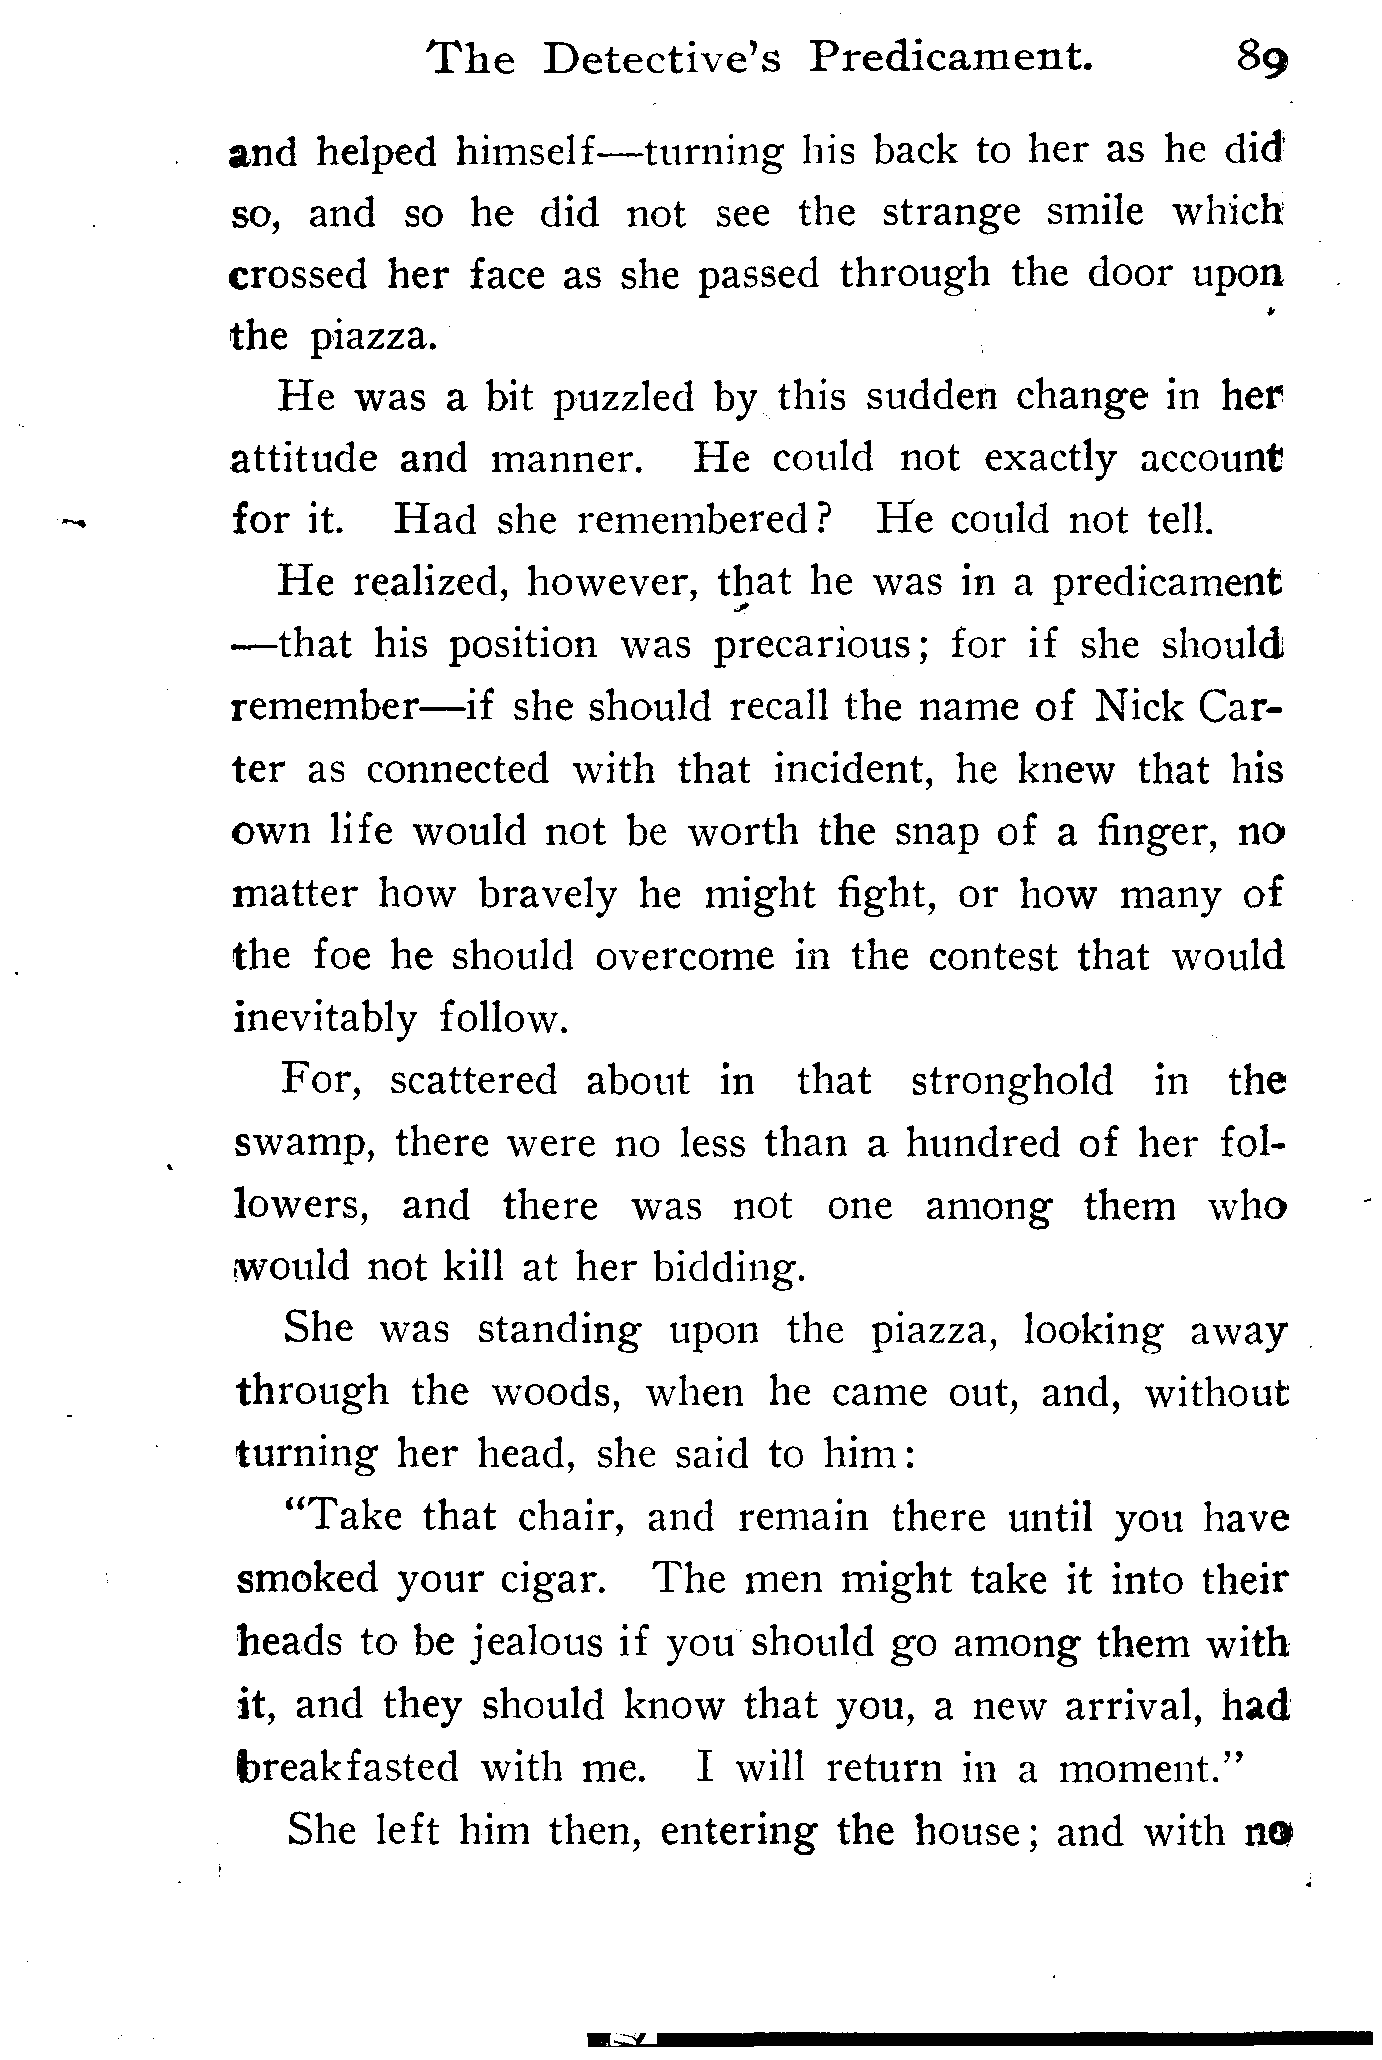 The Detective's Predicament. 89
and helped himself—turning his back to her as he did
so, and so he did not see the strange smile which
crossed her face as she passed through the door upon
the piazza.
He was a bit puzzled by this sudden change in her
attitude and manner. He could not exactly account
for it. Had she remembered? He could not tell.
He realized, however, that he was in a predicament
—that his position was precarious; for if she should
remember—if she should recall the name of Nick Car-
ter as connected with that incident, he knew that his
own life would not be worth the snap of a finger, no
matter how bravely he might fight, or how many of
the foe he should overcome in the contest that would
inevitably follow.
For, scattered about in that stronghold in the
swamp, there were no less than a hundred of her fol-
lowers, and there was not one among them who
would not kill at her bidding.
She was standing upon the piazza, looking away
through the woods, when he came out, and, without
turning her head, she said to him:
"Take that chair, and remain there until you have
smoked your cigar. The men might take it into their
heads to be jealous if you should go among them with
it, and they should know that you, a new arrival, had
breakfasted with me. I will return in a moment."
She left him then, entering the house; and with no